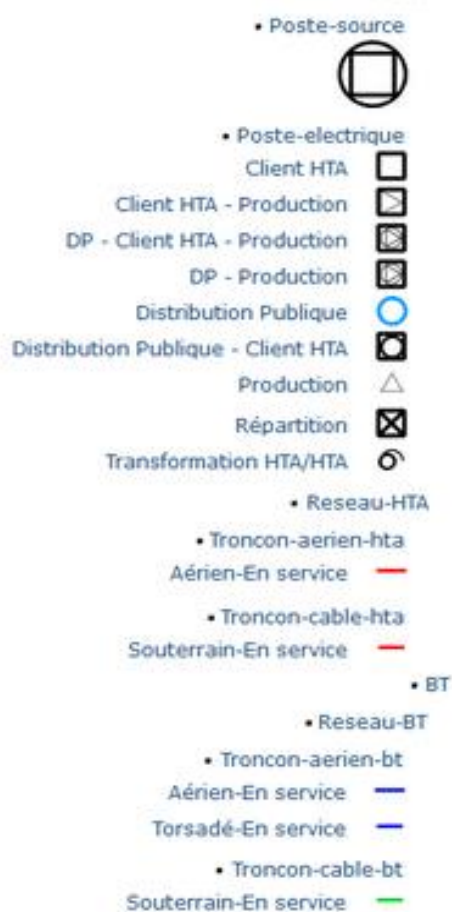 • Poste-source
• Poste-electrique
Client HTA
Client HTA - Production
DP - Client HTA - Production
DP - Production
Distribution Publique
Distribution Publique - Client HTA
Production
Répartition
Transformation HTA/HTA
• Reseau-HTA
• Troncon-aerien-hta
Aérien-En service
• Troncon-cable-hta
Souterrain-En service
• BT
• Reseau-BT
• Troncon-aerien-bt
Aérien-En service
Torsadé-En service
• Troncon-cable-bt
Souterrain-En service